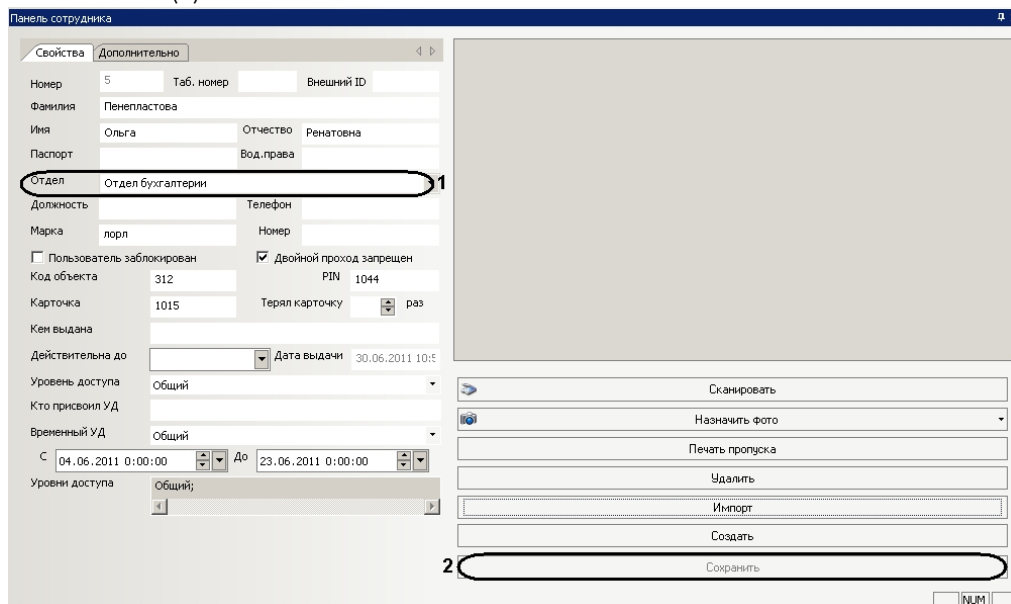 Панель сотрудника
Свойства Дополнительно
Номер 5 Таб. номер Внешний ID
Фамилия Пенепластова
Имя Ольга Отчество Ренатовна
Паспорт Вод.права
Отдел Отдел бухгалтерии 1
Должность Телефон
Марка лорл Номер
Пользователь заблокирован Двойной проход запрещен
Код объекта 312 PIN 1044
Карточка 1015 Терял карточку раз
Кем выдана
Действительна до Дата выдачи 30.06.2011 10:5
Уровень доступа Общий
Кто присвоил УД
Временный УД Общий
С 04.06.2011 0:00:00 До 23.06.2011 0:00:00
Уровни доступа Общий;
Сканировать
Назначить фото
Печать пропуска
Удалить
Импорт
Создать
2 Сохранить
NUM